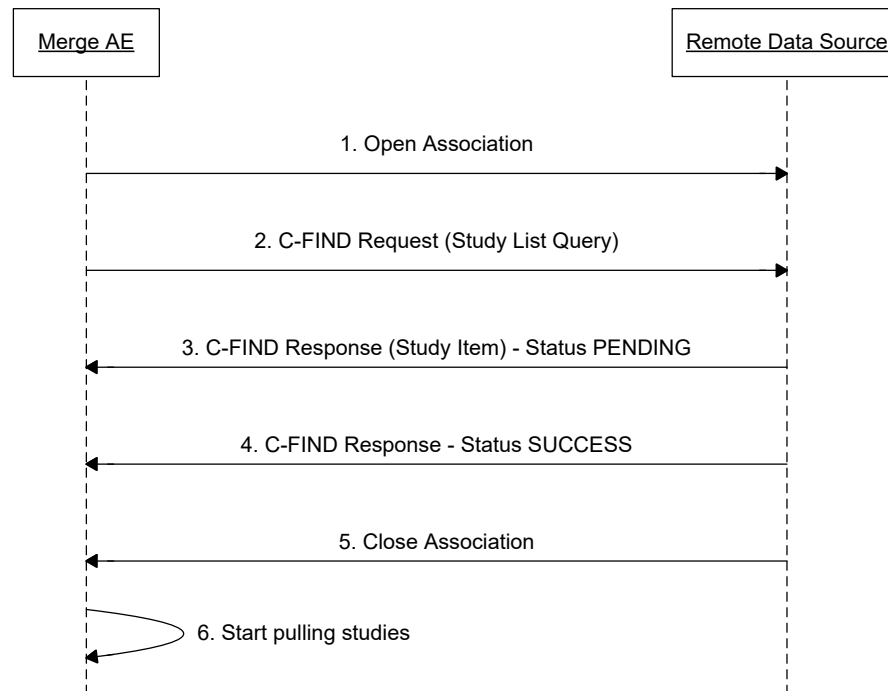 Merge AE
Remote Data Source
1. Open Association
2. C-FIND Request (Study List Query)
3. C-FIND Response (Study Item) - Status PENDING
4. C-FIND Response - Status SUCCESS
5. Close Association
6. Start pulling studies